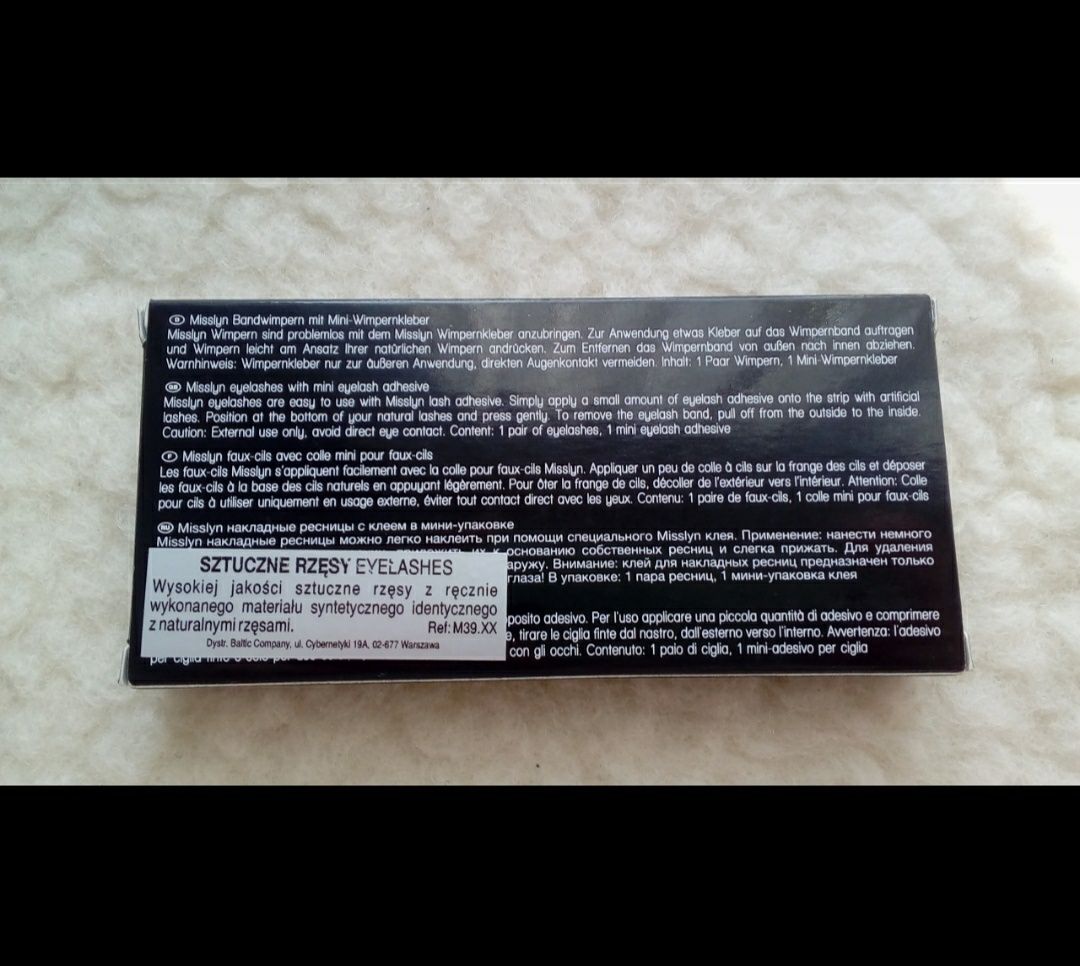 D Misslyn Bandwimpern mit Mini-Wimpernkleber
Misslyn Wimpern sind problemlos mit dem Misslyn Wimpernkleber anzubringen. Zur Anwendung etwas Kleber auf das Wimpernband auftragen
und Wimpern leicht am Ansatz Ihrer natürlichen Wimpern andrücken. Zum Entfernen das Wimpernband von außen nach innen abziehen.
Warnhinweis: Wimpernkleber nur zur äußeren Anwendung, direkten Augenkontakt vermeiden. Inhalt: 1 Paar Wimpern, 1 Mini-Wimpernkleber
GB Misslyn eyelashes with mini eyelash adhesive
Misslyn eyelashes are easy to use with Misslyn lash adhesive. Simply apply a small amount of eyelash adhesive onto the strip with artificial
lashes. Position at the bottom of your natural lashes and press gently. To remove the eyelash band, pull off from the outside to the inside.
Caution: External use only, avoid direct eye contact. Content: 1 pair of eyelashes, 1 mini eyelash adhesive
F Misslyn faux-cils avec colle mini pour faux-cils
Les faux-cils Misslyn s'appliquent facilement avec la colle pour faux-cils Misslyn. Appliquer un peu de colle à cils sur la frange des cils et déposer
les faux-cils à la base des cils naturels en appuyant légèrement. Pour ôter la frange de cils, décoller de l'extérieur vers l'intérieur. Attention: Colle
pour cils à utiliser uniquement en usage externe, éviter tout contact direct avec les yeux. Contenu: 1 paire de faux-cils, 1 colle mini pour faux-cils
RU Misslyn накладные ресницы с клеем в мини-упаковке
Misslyn накладные ресницы можно легко наклеить при помощи специального Misslyn клея. Применение: нанести немного
приложить их к основанию собственных ресниц и слегка прижать. Для удаления
аружу. Внимание: клей для накладных ресниц предназначен только
глаза! В упаковке: 1 пара ресниц, 1 мини-упаковка клея
SZTUCZNE RZĘSY EYELASHES
Wysokiej jakości sztuczne rzęsy z ręcznie
wykonanego materiału syntetycznego identycznego
z naturalnymi rzęsami. Ref: M39.XX
Dystr. Baltic Company, ul. Cybernetyki 19A, 02-677 Warszawa
posito adesivo. Per l'uso applicare una piccola quantità di adesivo e comprimere
e, tirare le ciglia finte dal nastro, dall'esterno verso l'interno. Avvertenza: l'adesivo
con gli occhi. Contenuto: 1 paio di ciglia, 1 mini-adesivo per ciglia